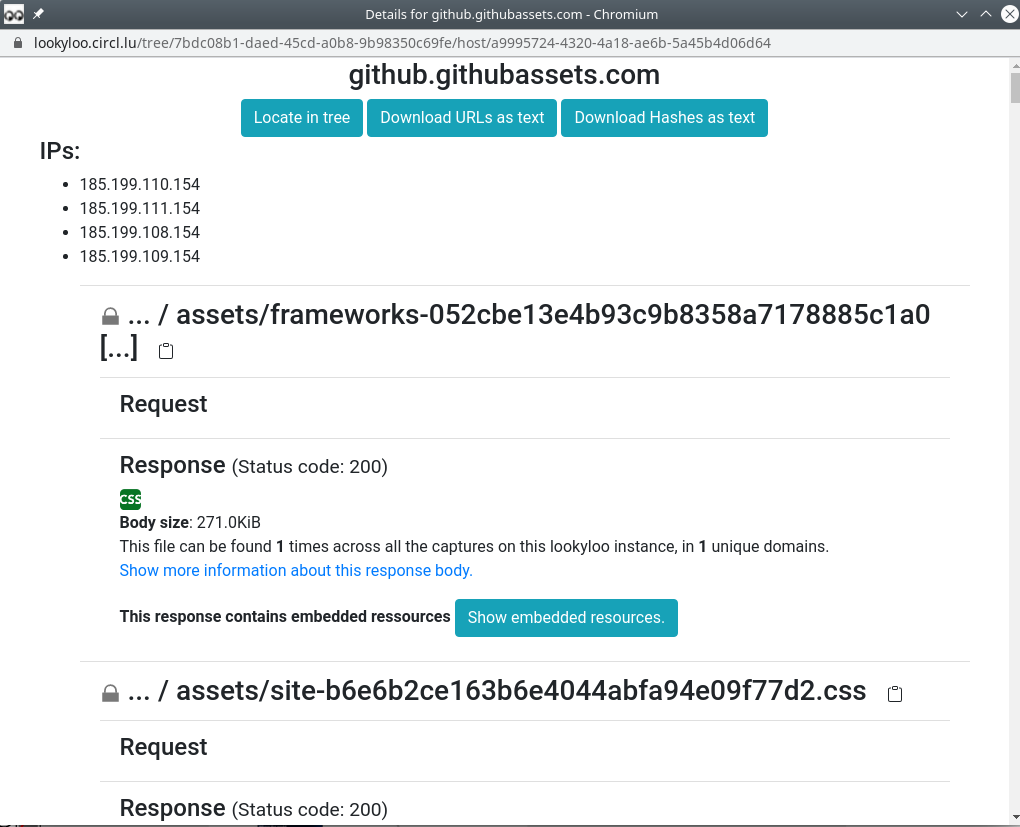 Details for github.githubassets.com - Chromium
lookyloo.circl.lu/tree/7bdc08b1-daed-45cd-a0b8-9b98350c69fe/host/a9995724-4320-4a18-ae6b-5a45b4d06d64
github.githubassets.com
Locate in tree Download URLs as text Download Hashes as text
IPs:
185.199.110.154
185.199.111.154
185.199.108.154
185.199.109.154
... / assets/frameworks-052cbe13e4b93c9b8358a7178885c1a0
[...]
Request
Response (Status code: 200)
CSS
Body size: 271.0KiB
This file can be found 1 times across all the captures on this lookyloo instance, in 1 unique domains.
Show more information about this response body.
This response contains embedded ressources Show embedded resources.
... / assets/site-b6e6b2ce163b6e4044abfa94e09f77d2.css
Request
Response (Status code: 200)